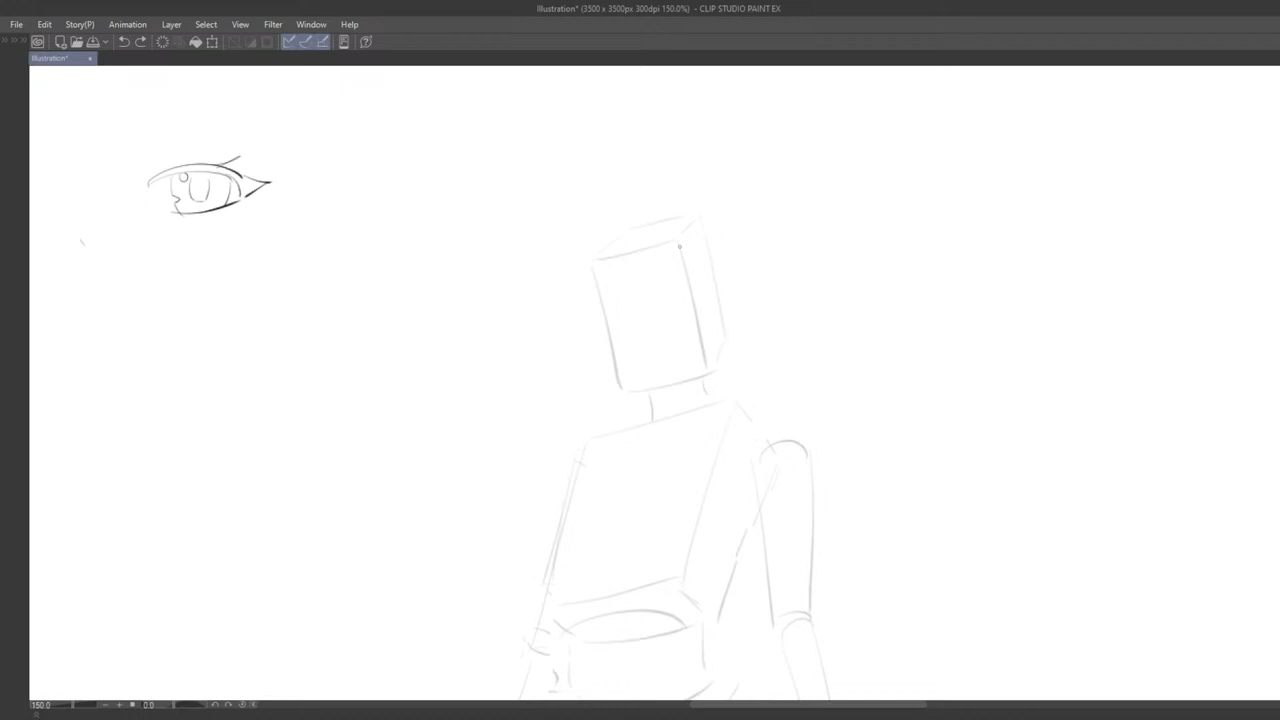 Illustration* (3500 x 3500px 300dpi 150.0%) - CLIP STUDIO PAINT EX
File Edit Story(P) Animation Layer Select View Filter Window Help
Illustration*
150.0 0.0